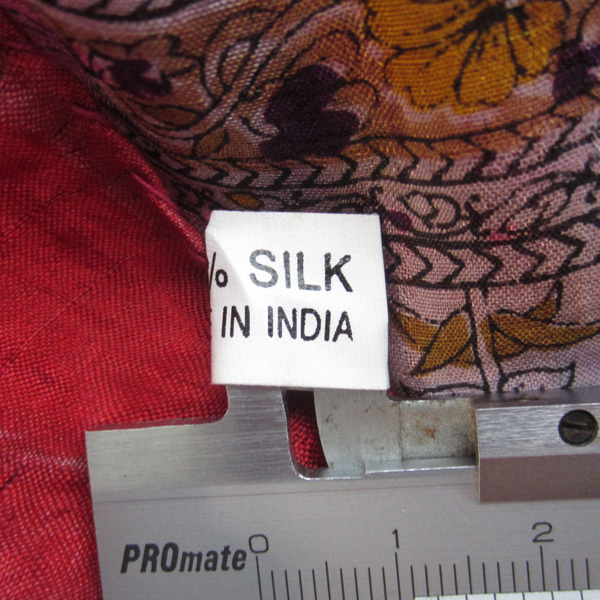 % SILK
IN INDIA
PROmate
0 1 2